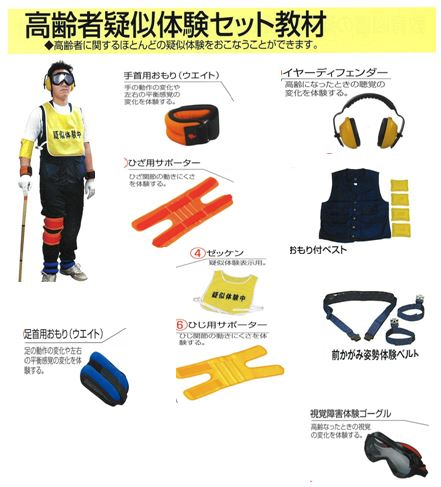 高齢者疑似体験セット教材
◆高齢者に関するほとんどの疑似体験をおこなうことができます。
手首用おもり(ウエイト)
手の動作の変化や
左右の平衡感覚の
変化を体験する。
イヤーディフェンダー
高齢になったときの聴覚の
変化を体験する。
疑似体験中
ひざ用サポーター
ひざ関節の動きにくさを
体験する。
おもり付ベスト
④ゼッケン
疑似体験表示用。
疑似体験中
⑥ひじ用サポーター
ひじ関節の動きにくさを体
験する。
足首用おもり(ウエイト)
足の動作の変化や左右
の平衡感覚の変化を体
験する。
前かがみ姿勢体験ベルト
視覚障害体験ゴーグル
高齢なったときの視覚
の変化を体験する。